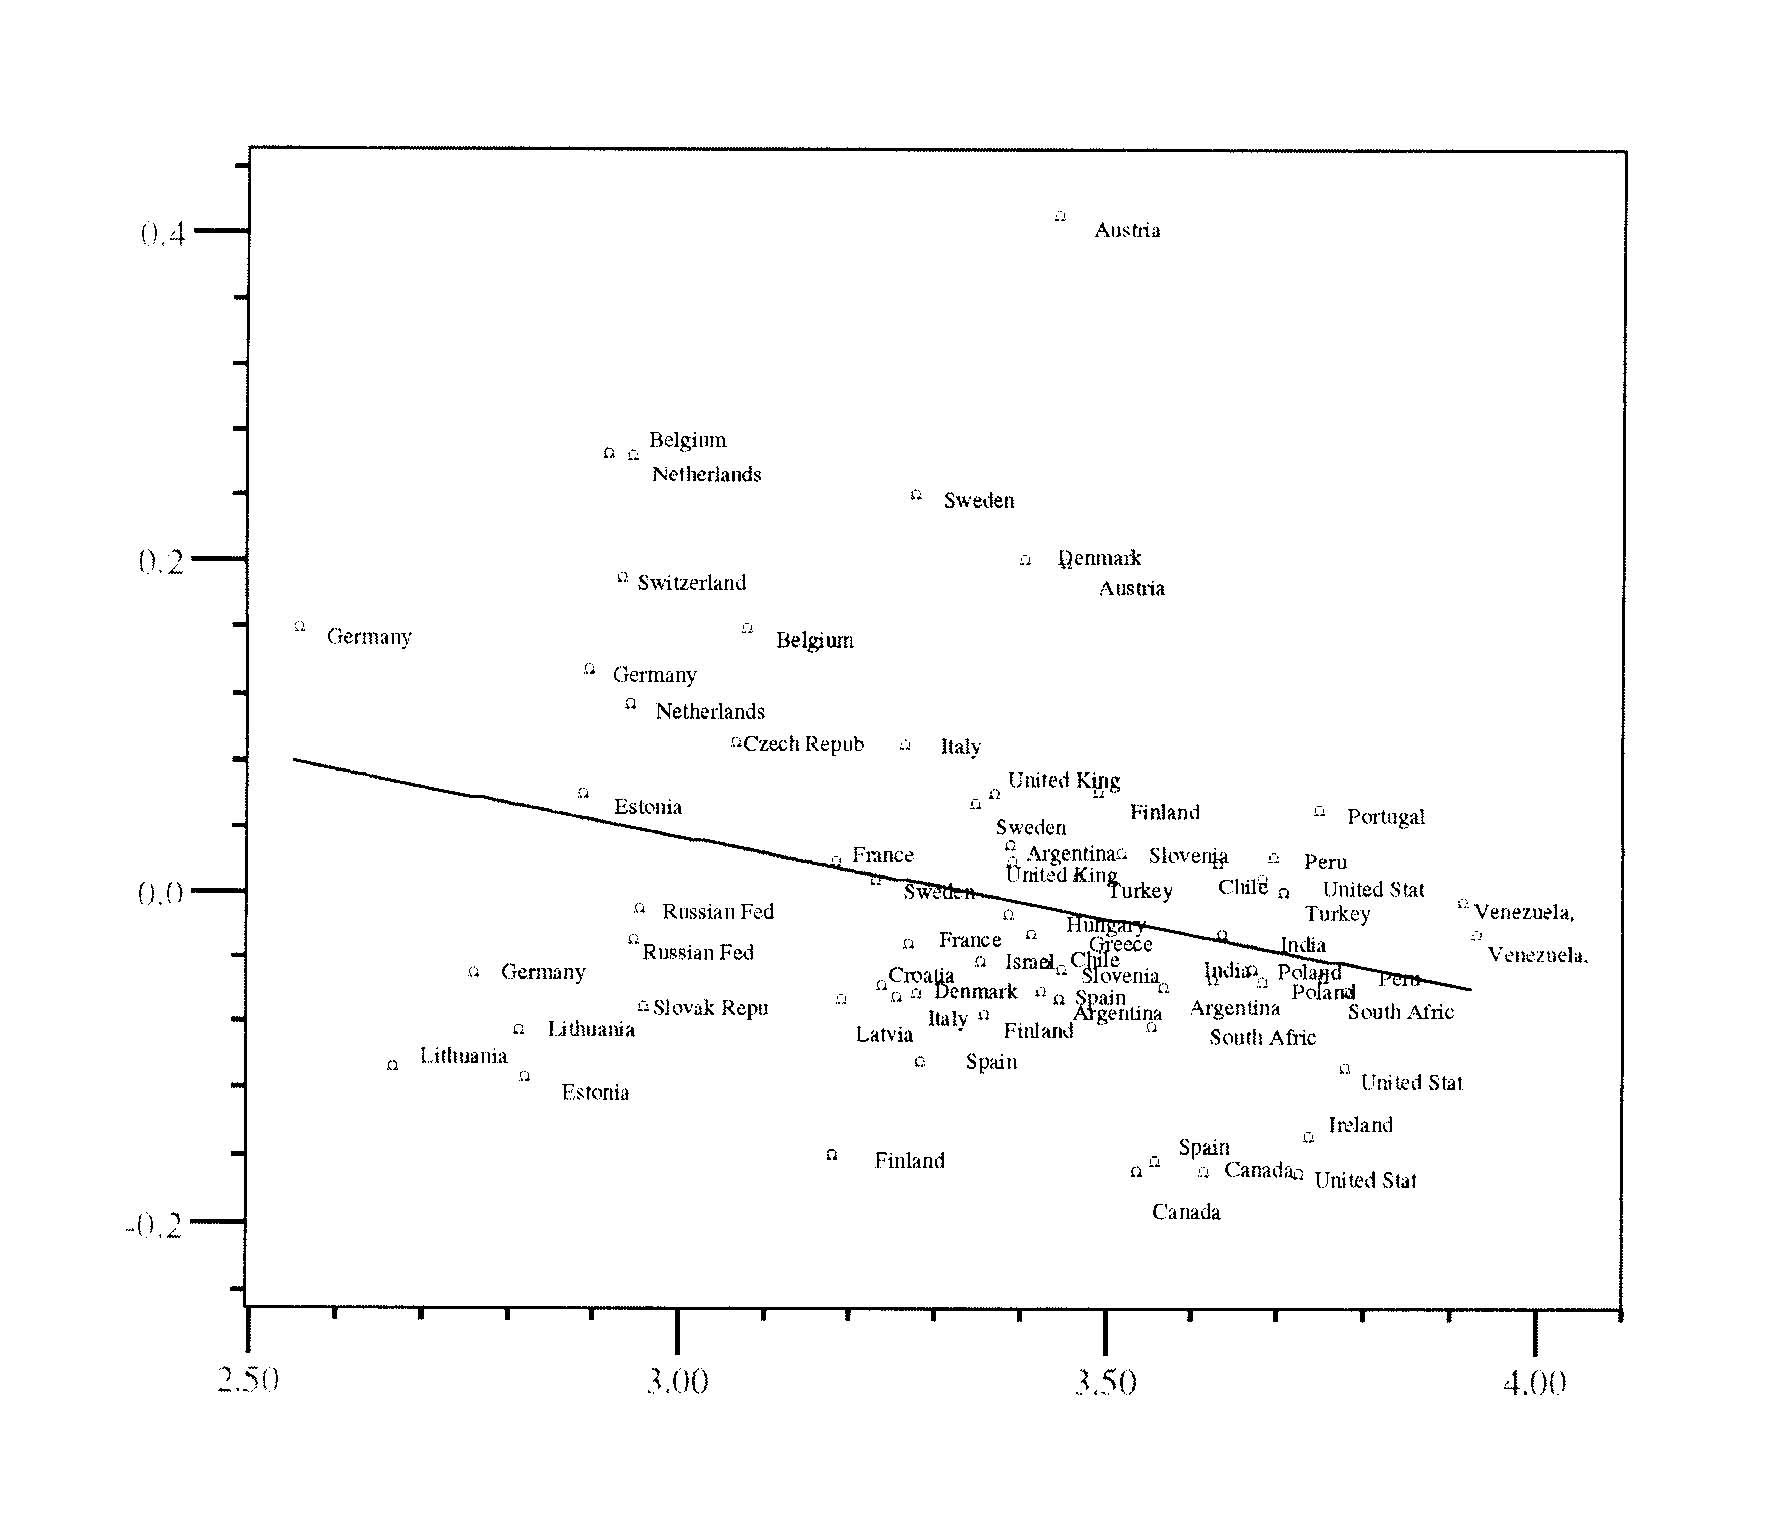 0.4
Austria
Belgium
Netherlands
Sweden
0.2
Denmark
Austria
Switzerland
Germany
Belgium
Germany
Netherlands
Czech Repub
Italy
United King
Estonia
Finland
Portugal
Sweden
France
Argentina
Slovenia
Peru
United King
0.0
Sweden
Turkey
Chile
United Stat
Russian Fed
Turkey
Venezuela,
Hungary
France
Greece
India
Russian Fed
Venezuela,
Israel
Chile
Germany
Croatia
Slovenia
India
Poland
Peru
Denmark
Spain
Poland
Slovak Repu
Argentina
Argentina
South Afric
Italy
Lithuania
Latvia
Finland
South Afric
Lithuania
Spain
United Stat
Estonia
Ireland
Spain
Finland
Canada
United Stat
Canada
-0.2
2.50 3.00 3.50 4.00